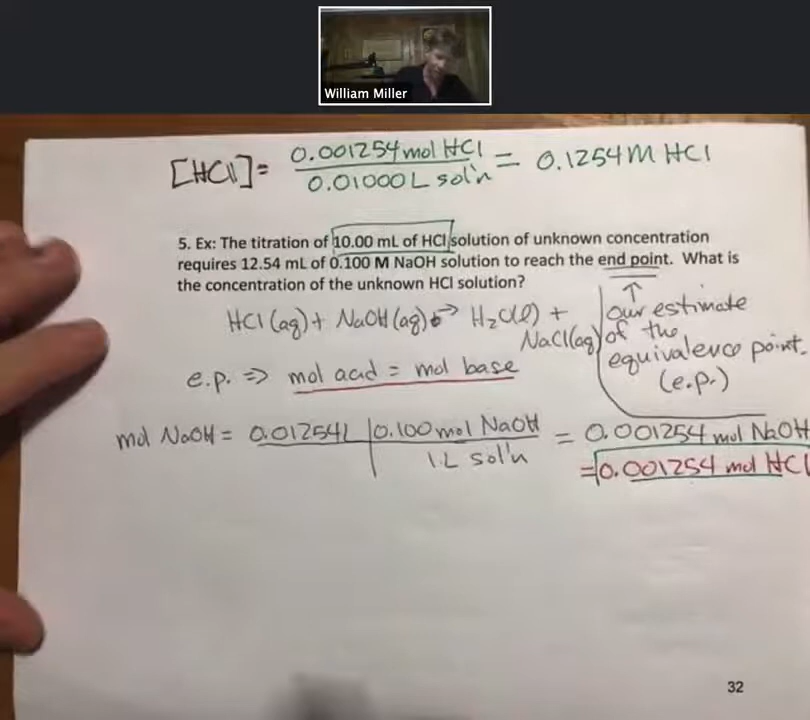 William Miller
[HCl]= 0.001254 mol HCl / 0.01000 L sol'n = 0.1254 M HCl
5. Ex: The titration of 10.00 mL of HCl solution of unknown concentration
requires 12.54 mL of 0.100 M NaOH solution to reach the end point. What is
the concentration of the unknown HCl solution?
HCl(aq) + NaOH(aq) → H2O(l) +
NaCl(aq)
↑
our estimate
of the
equivalence point.
(e.p.)
e.p. ⇒ mol acid = mol base
mol NaOH = 0.01254 L | 0.100 mol NaOH / 1 L sol'n = 0.001254 mol NaOH
= 0.001254 mol HCl
32